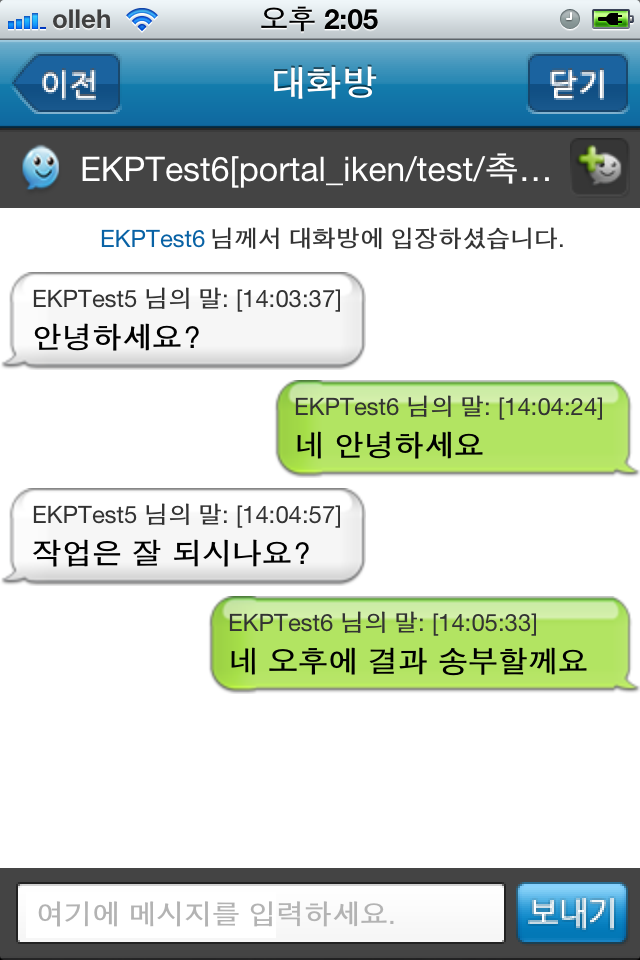 olleh 오후 2:05
이전 대화방 닫기
EKPTest6[portal_iken/test/촉...
EKPTest6 님께서 대화방에 입장하셨습니다.
EKPTest5 님의 말: [14:03:37]
안녕하세요?
EKPTest6 님의 말: [14:04:24]
네 안녕하세요
EKPTest5 님의 말: [14:04:57]
작업은 잘 되시나요?
EKPTest6 님의 말: [14:05:33]
네 오후에 결과 송부할께요
여기에 메시지를 입력하세요. 보내기